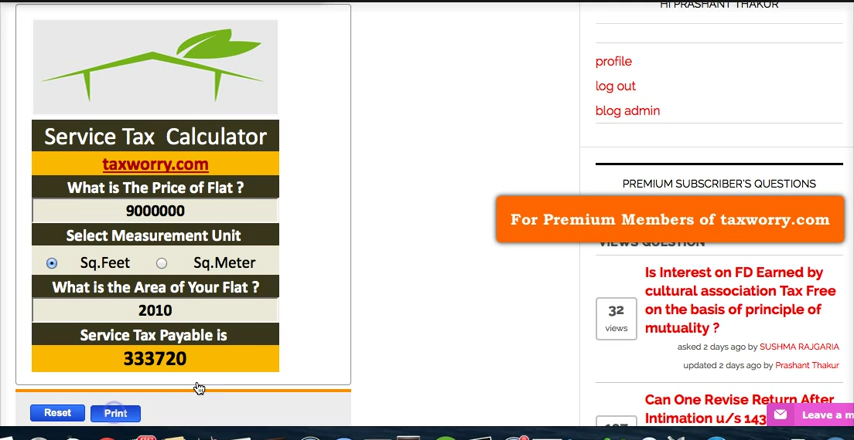 HI PRASHANT THAKUR
profile
log out
blog admin
Service Tax Calculator
taxworry.com
What is The Price of Flat ?
9000000
Select Measurement Unit
Sq.Feet Sq.Meter
What is the Area of Your Flat ?
2010
Service Tax Payable is
333720
Reset Print
PREMIUM SUBSCRIBER'S QUESTIONS
For Premium Members of taxworry.com
VIEWS QUESTION
32
views
Is Interest on FD Earned by
cultural association Tax Free
on the basis of principle of
mutuality ?
asked 2 days ago by SUSHMA RAJGARIA
updated 2 days ago by Prashant Thakur
Can One Revise Return After
Intimation u/s 143
Leave a m